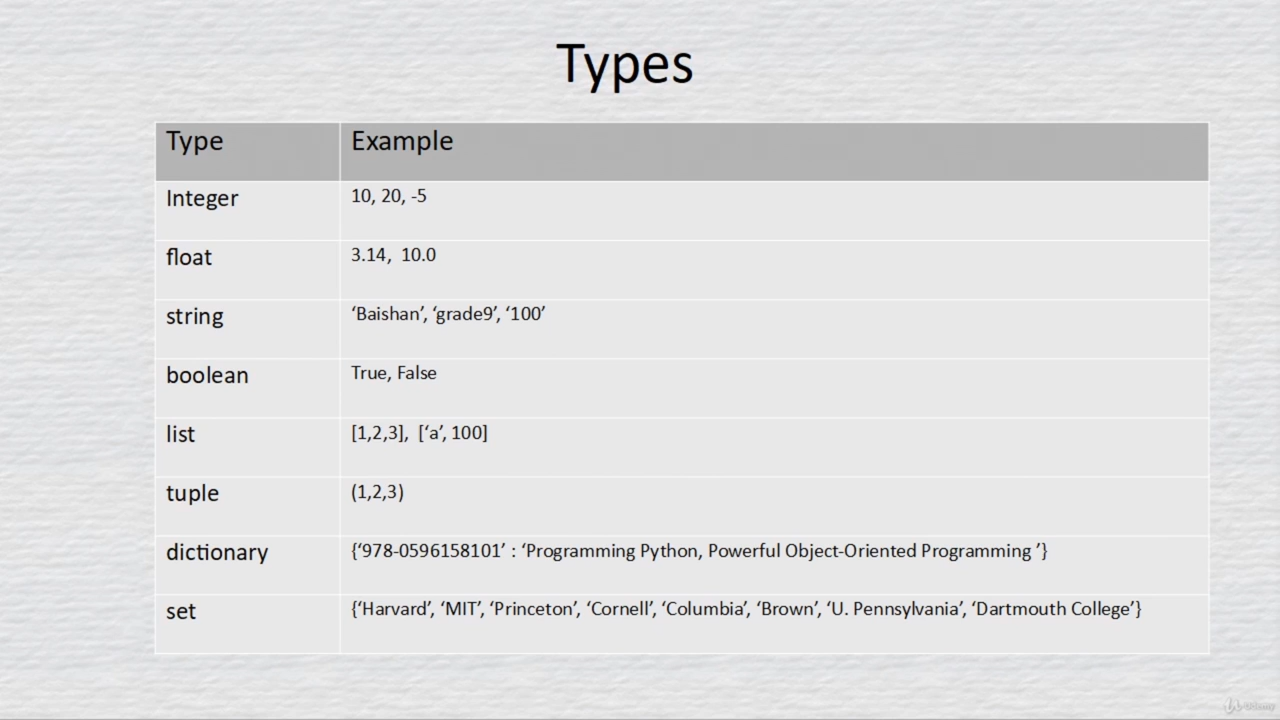 Types
Type Example
Integer 10, 20, -5
float 3.14, 10.0
string ‘Baishan’, ‘grade9’, ‘100’
boolean True, False
list [1,2,3], [‘a’, 100]
tuple (1,2,3)
dictionary {‘978-0596158101’ : ‘Programming Python, Powerful Object-Oriented Programming ’}
set {‘Harvard’, ‘MIT’, ‘Princeton’, ‘Cornell’, ‘Columbia’, ‘Brown’, ‘U. Pennsylvania’, ‘Dartmouth College’}
Udemy